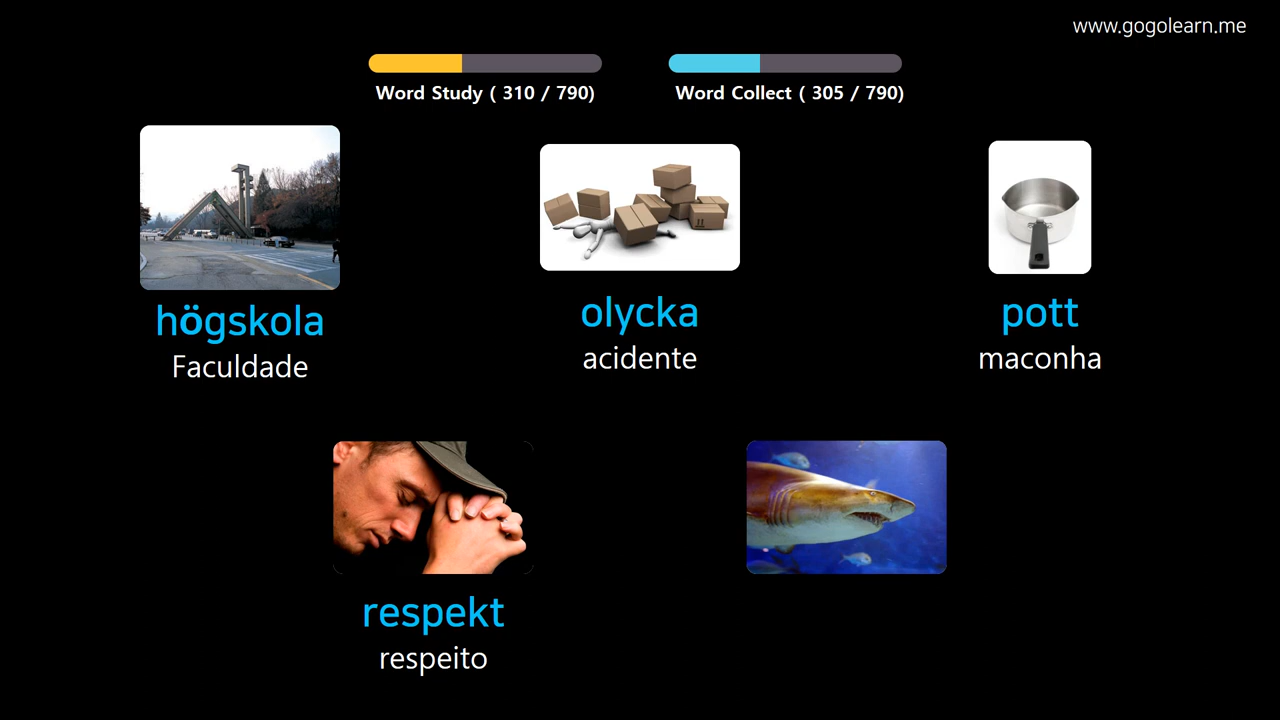 www.gogolearn.me
Word Study ( 310 / 790)
Word Collect ( 305 / 790)
högskola
Faculdade
olycka
acidente
pott
maconha
respekt
respeito